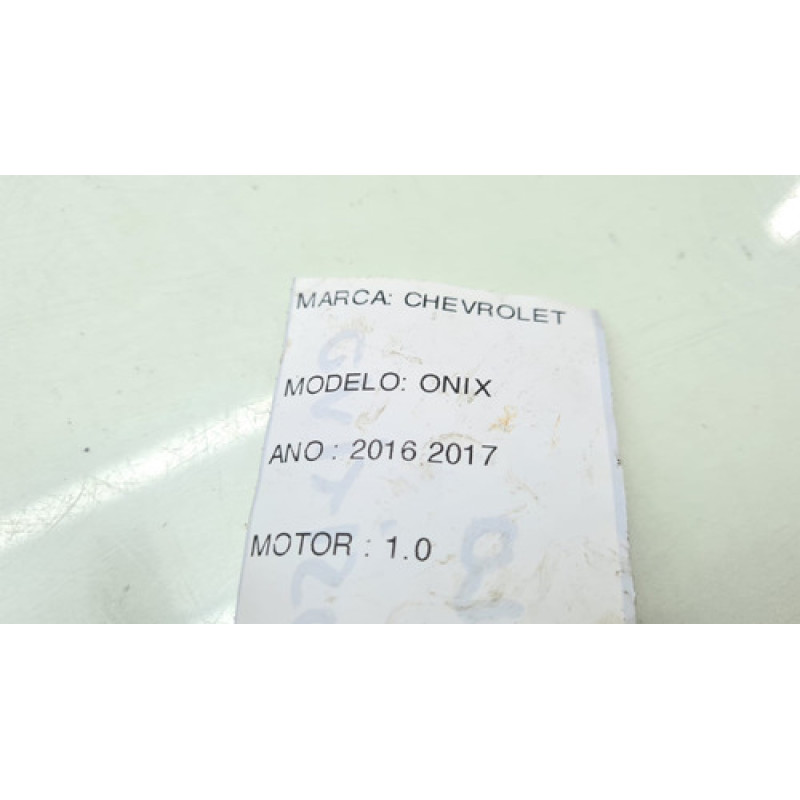 MARCA: CHEVROLET
MODELO: ONIX
ANO : 2016 2017
MOTOR : 1.0